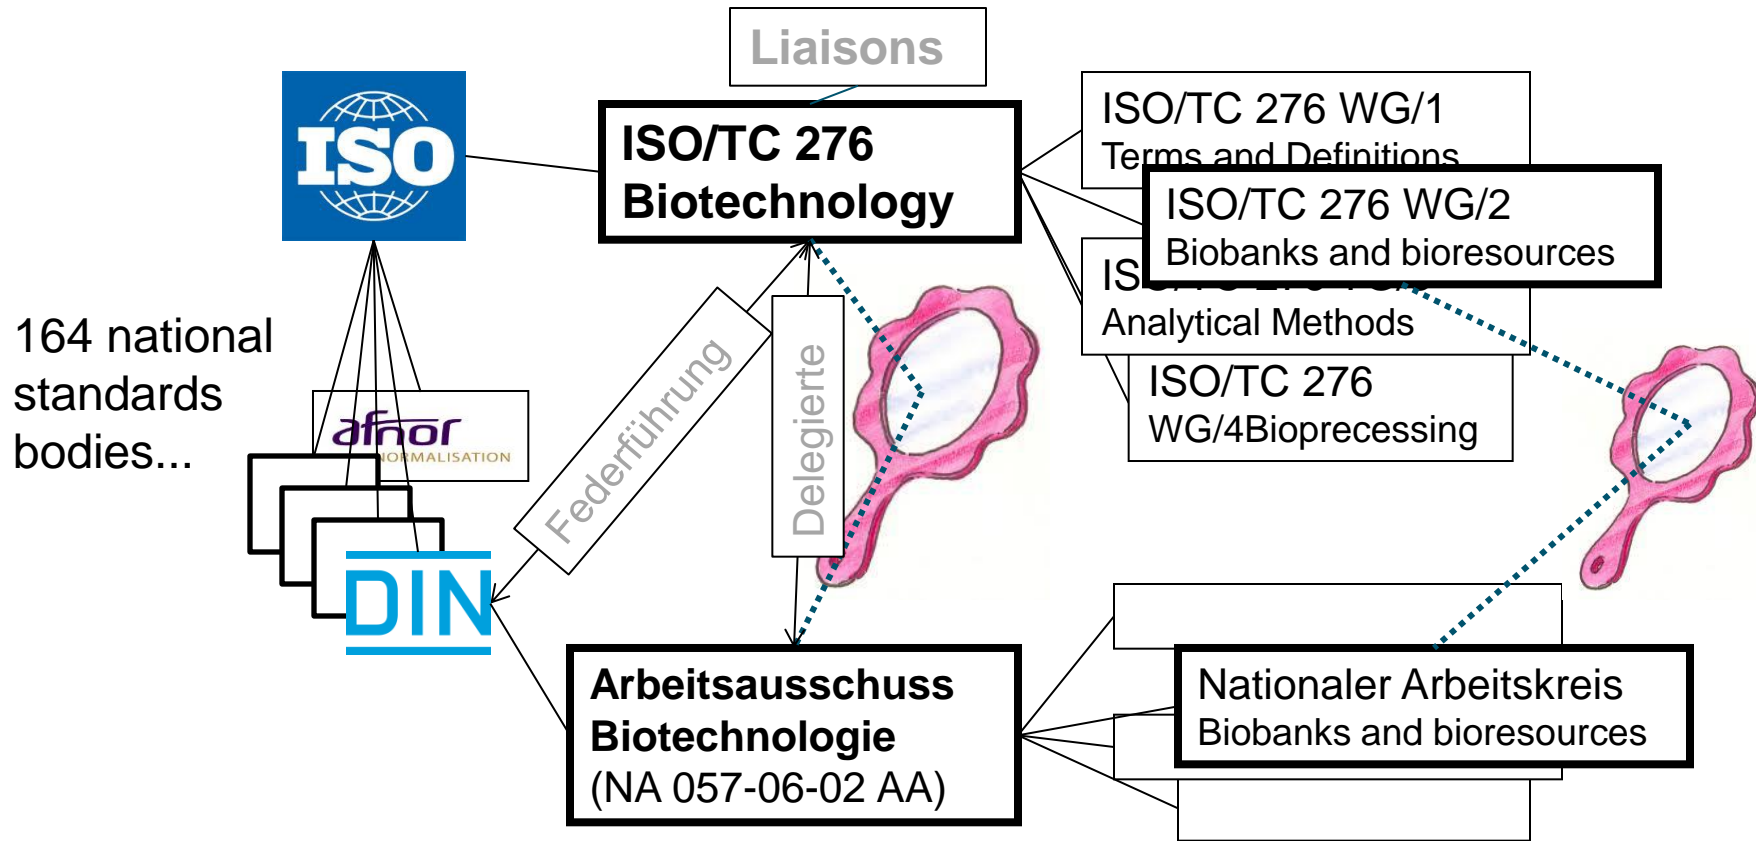 Liaisons
ISO
ISO/TC 276
Biotechnology
ISO/TC 276 WG/1
Terms and Definitions
ISO/TC 276 WG/2
Biobanks and bioresources
Analytical Methods
ISO/TC 276
WG/4Bioprecessing
164 national
standards
bodies...
afnor
NORMALISATION
Federführung
Delegierte
DIN
Arbeitsausschuss
Biotechnologie
(NA 057-06-02 AA)
Nationaler Arbeitskreis
Biobanks and bioresources